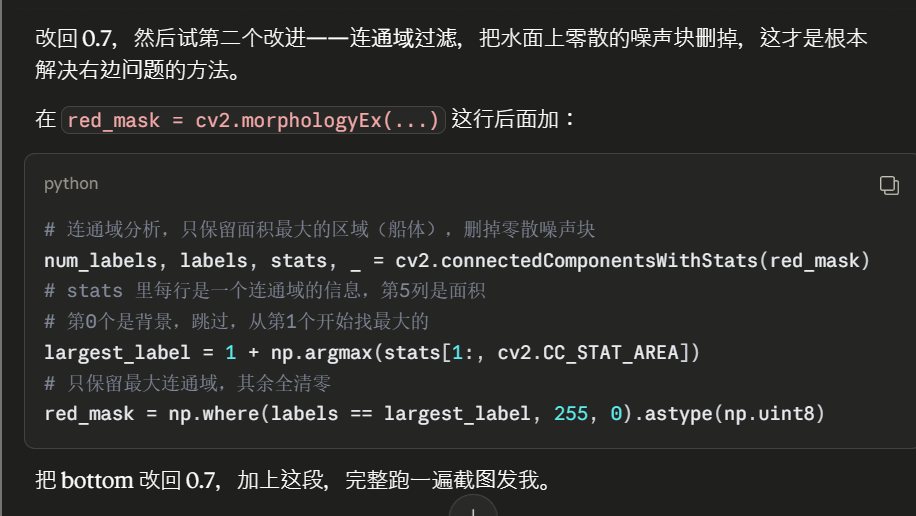 改回 0.7，然后试第二个改进——连通域过滤，把水面上零散的噪声块删掉，这才是根本
解决右边问题的方法。
在 red_mask = cv2.morphologyEx(...) 这行后面加：
python
# 连通域分析，只保留面积最大的区域（船体），删掉零散噪声块
num_labels, labels, stats, _ = cv2.connectedComponentsWithStats(red_mask)
# stats 里每行是一个连通域的信息，第5列是面积
# 第0个是背景，跳过，从第1个开始找最大的
largest_label = 1 + np.argmax(stats[1:, cv2.CC_STAT_AREA])
# 只保留最大连通域，其余全清零
red_mask = np.where(labels == largest_label, 255, 0).astype(np.uint8)
把 bottom 改回 0.7，加上这段，完整跑一遍截图发我。